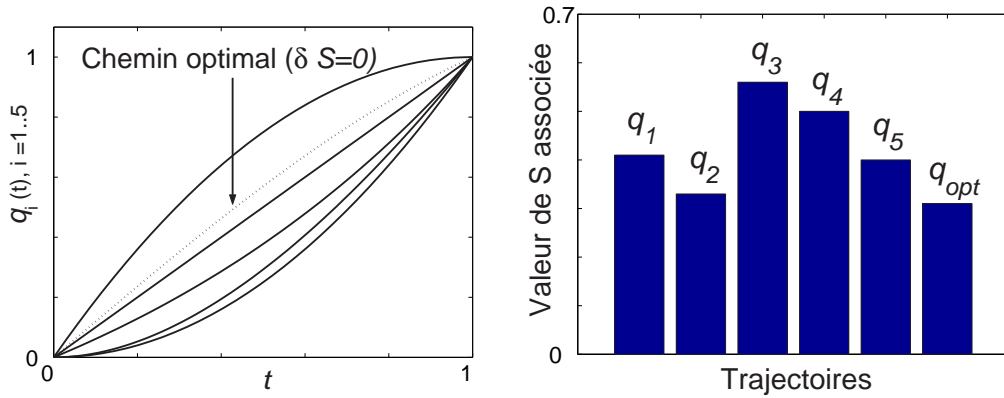 1
Chemin optimal (δ S=0)
q_i (t), i =1..5
0
0
t
1
0.7
Valeur de S associée
q_1
q_2
q_3
q_4
q_5
q_opt
0
Trajectoires